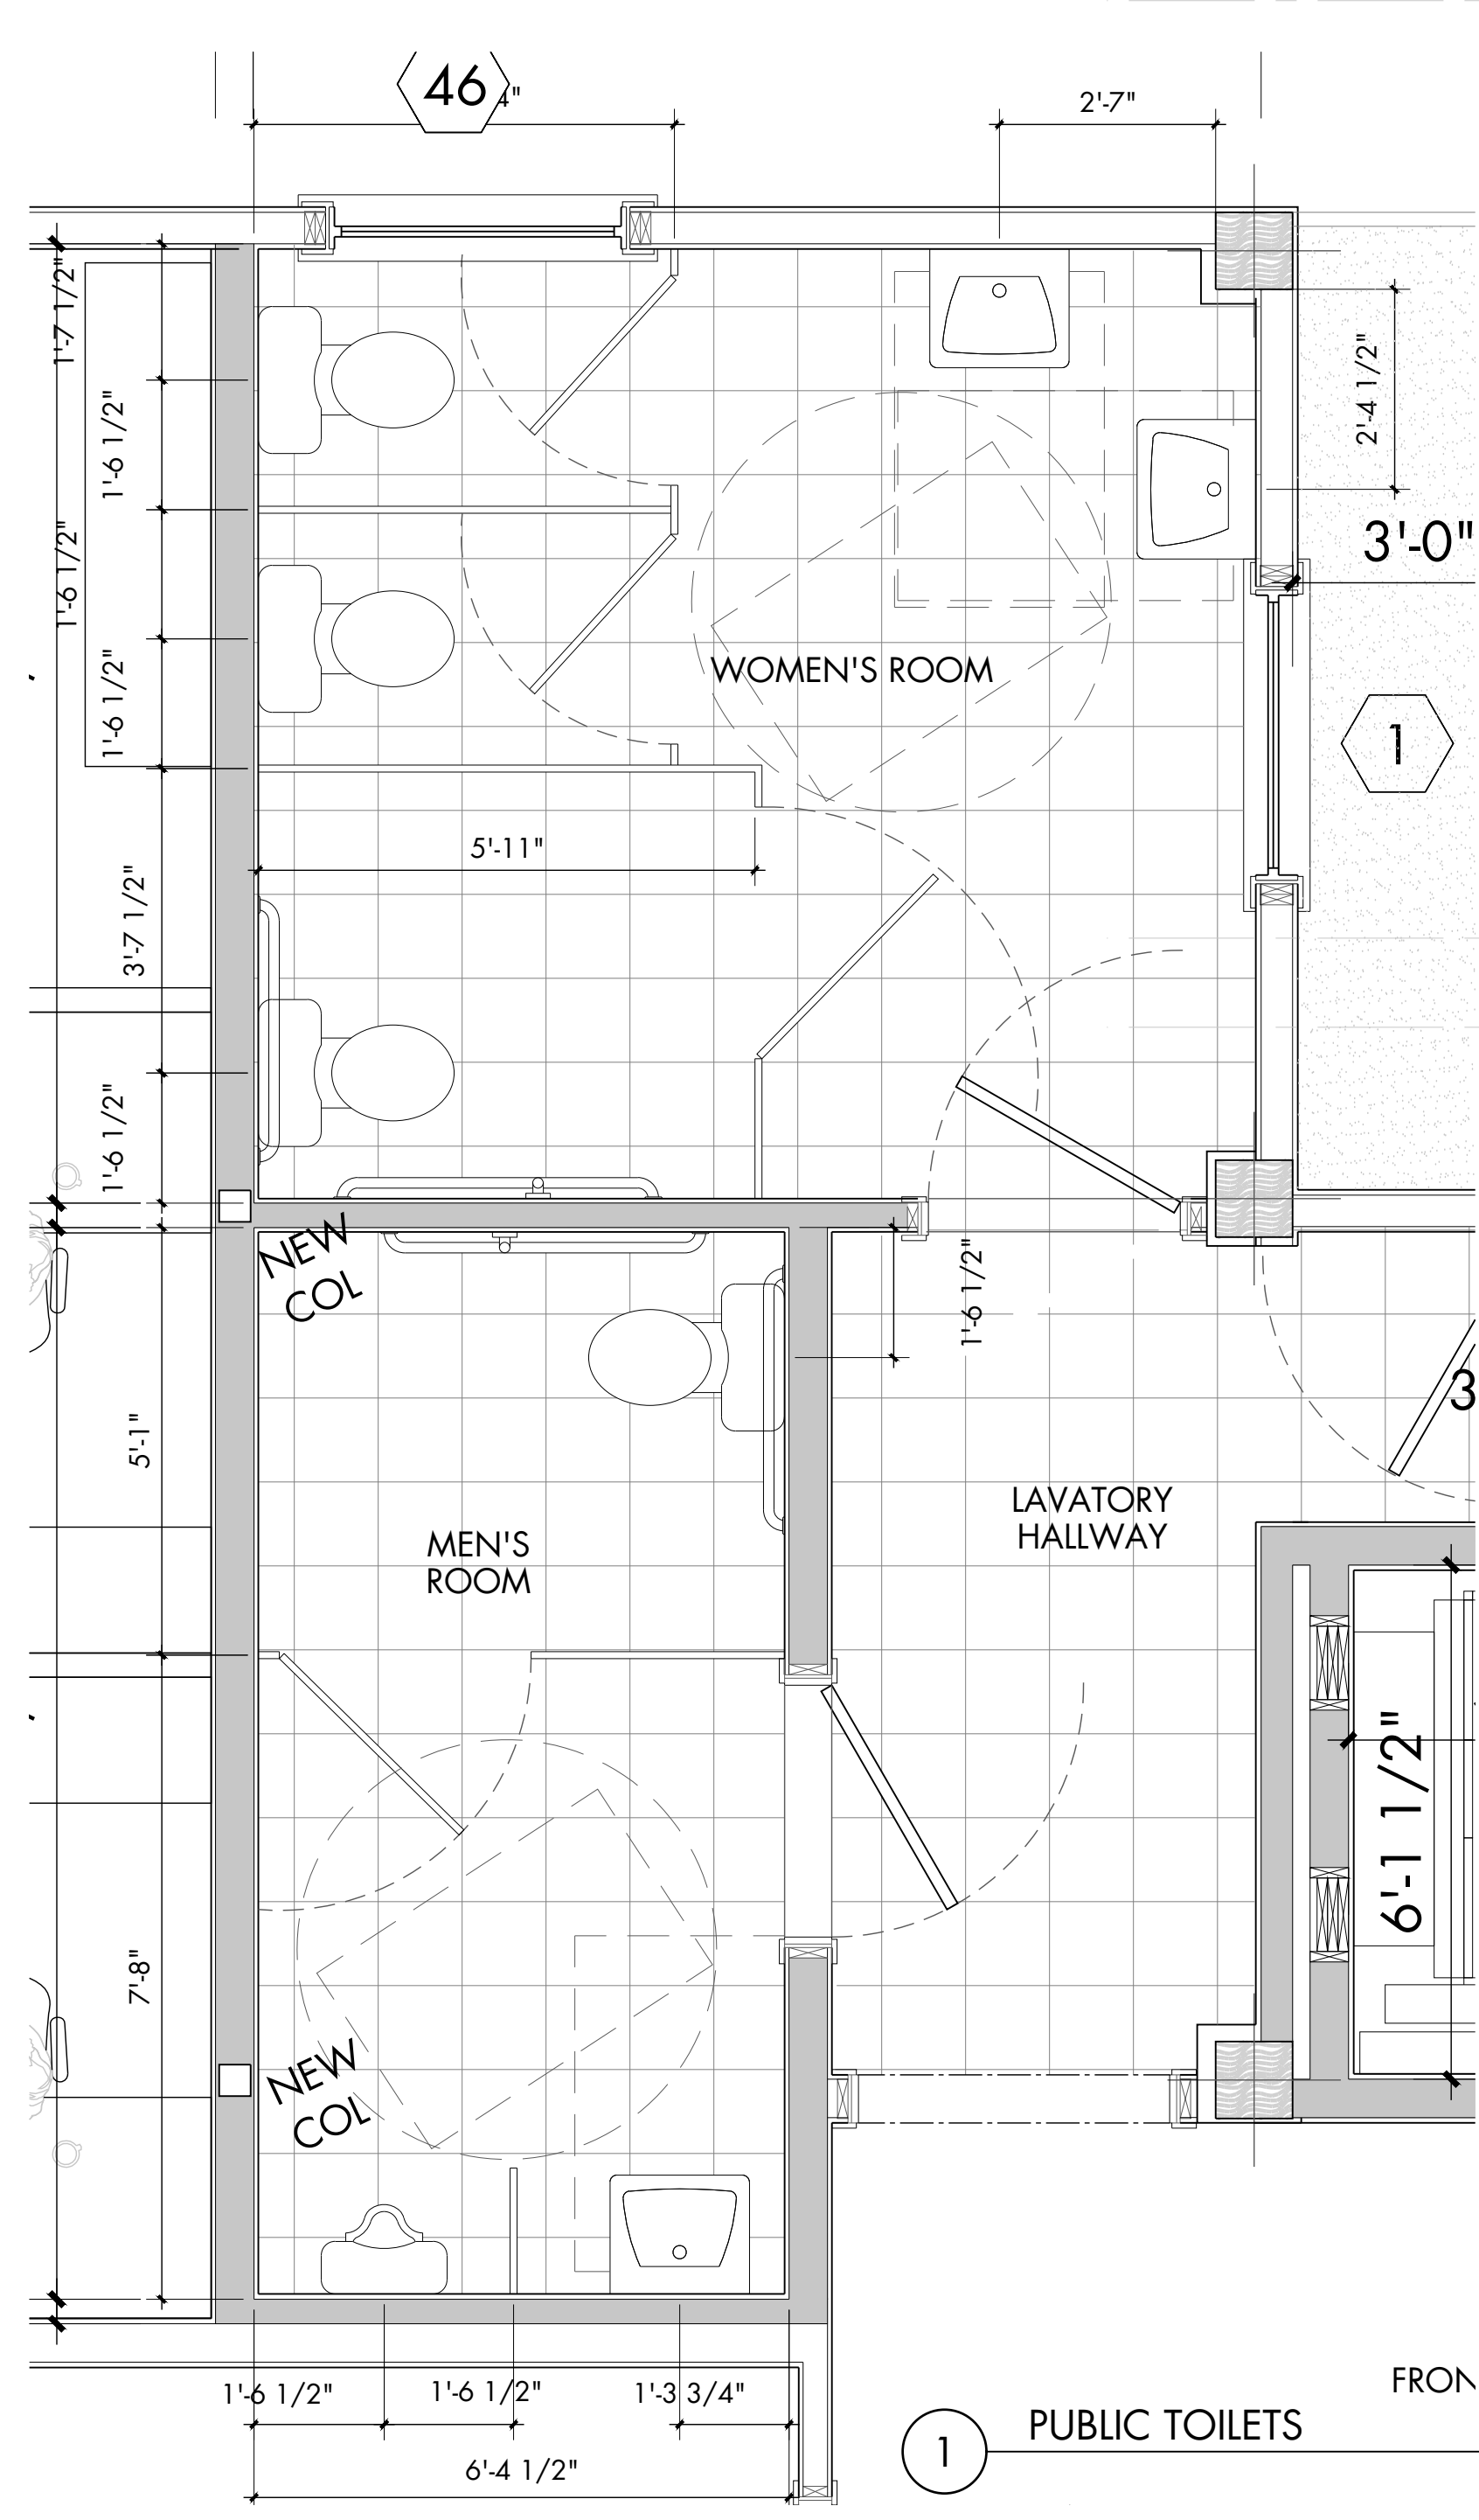 46
4"
2'-7"
1'-7 1/2"
1'-6 1/2"
2'-4 1/2"
1'-6 1/2"
3'-0"
WOMEN'S ROOM
1'-6 1/2"
1
5'-11"
3'-7 1/2"
1'-6 1/2"
NEW
COL
1'-6 1/2"
3
5'-1"
LAVATORY
HALLWAY
MEN'S
ROOM
6'-1 1/2"
7'-8"
NEW
COL
FRON
1'-6 1/2"
1'-6 1/2"
1'-3 3/4"
PUBLIC TOILETS
1
6'-4 1/2"